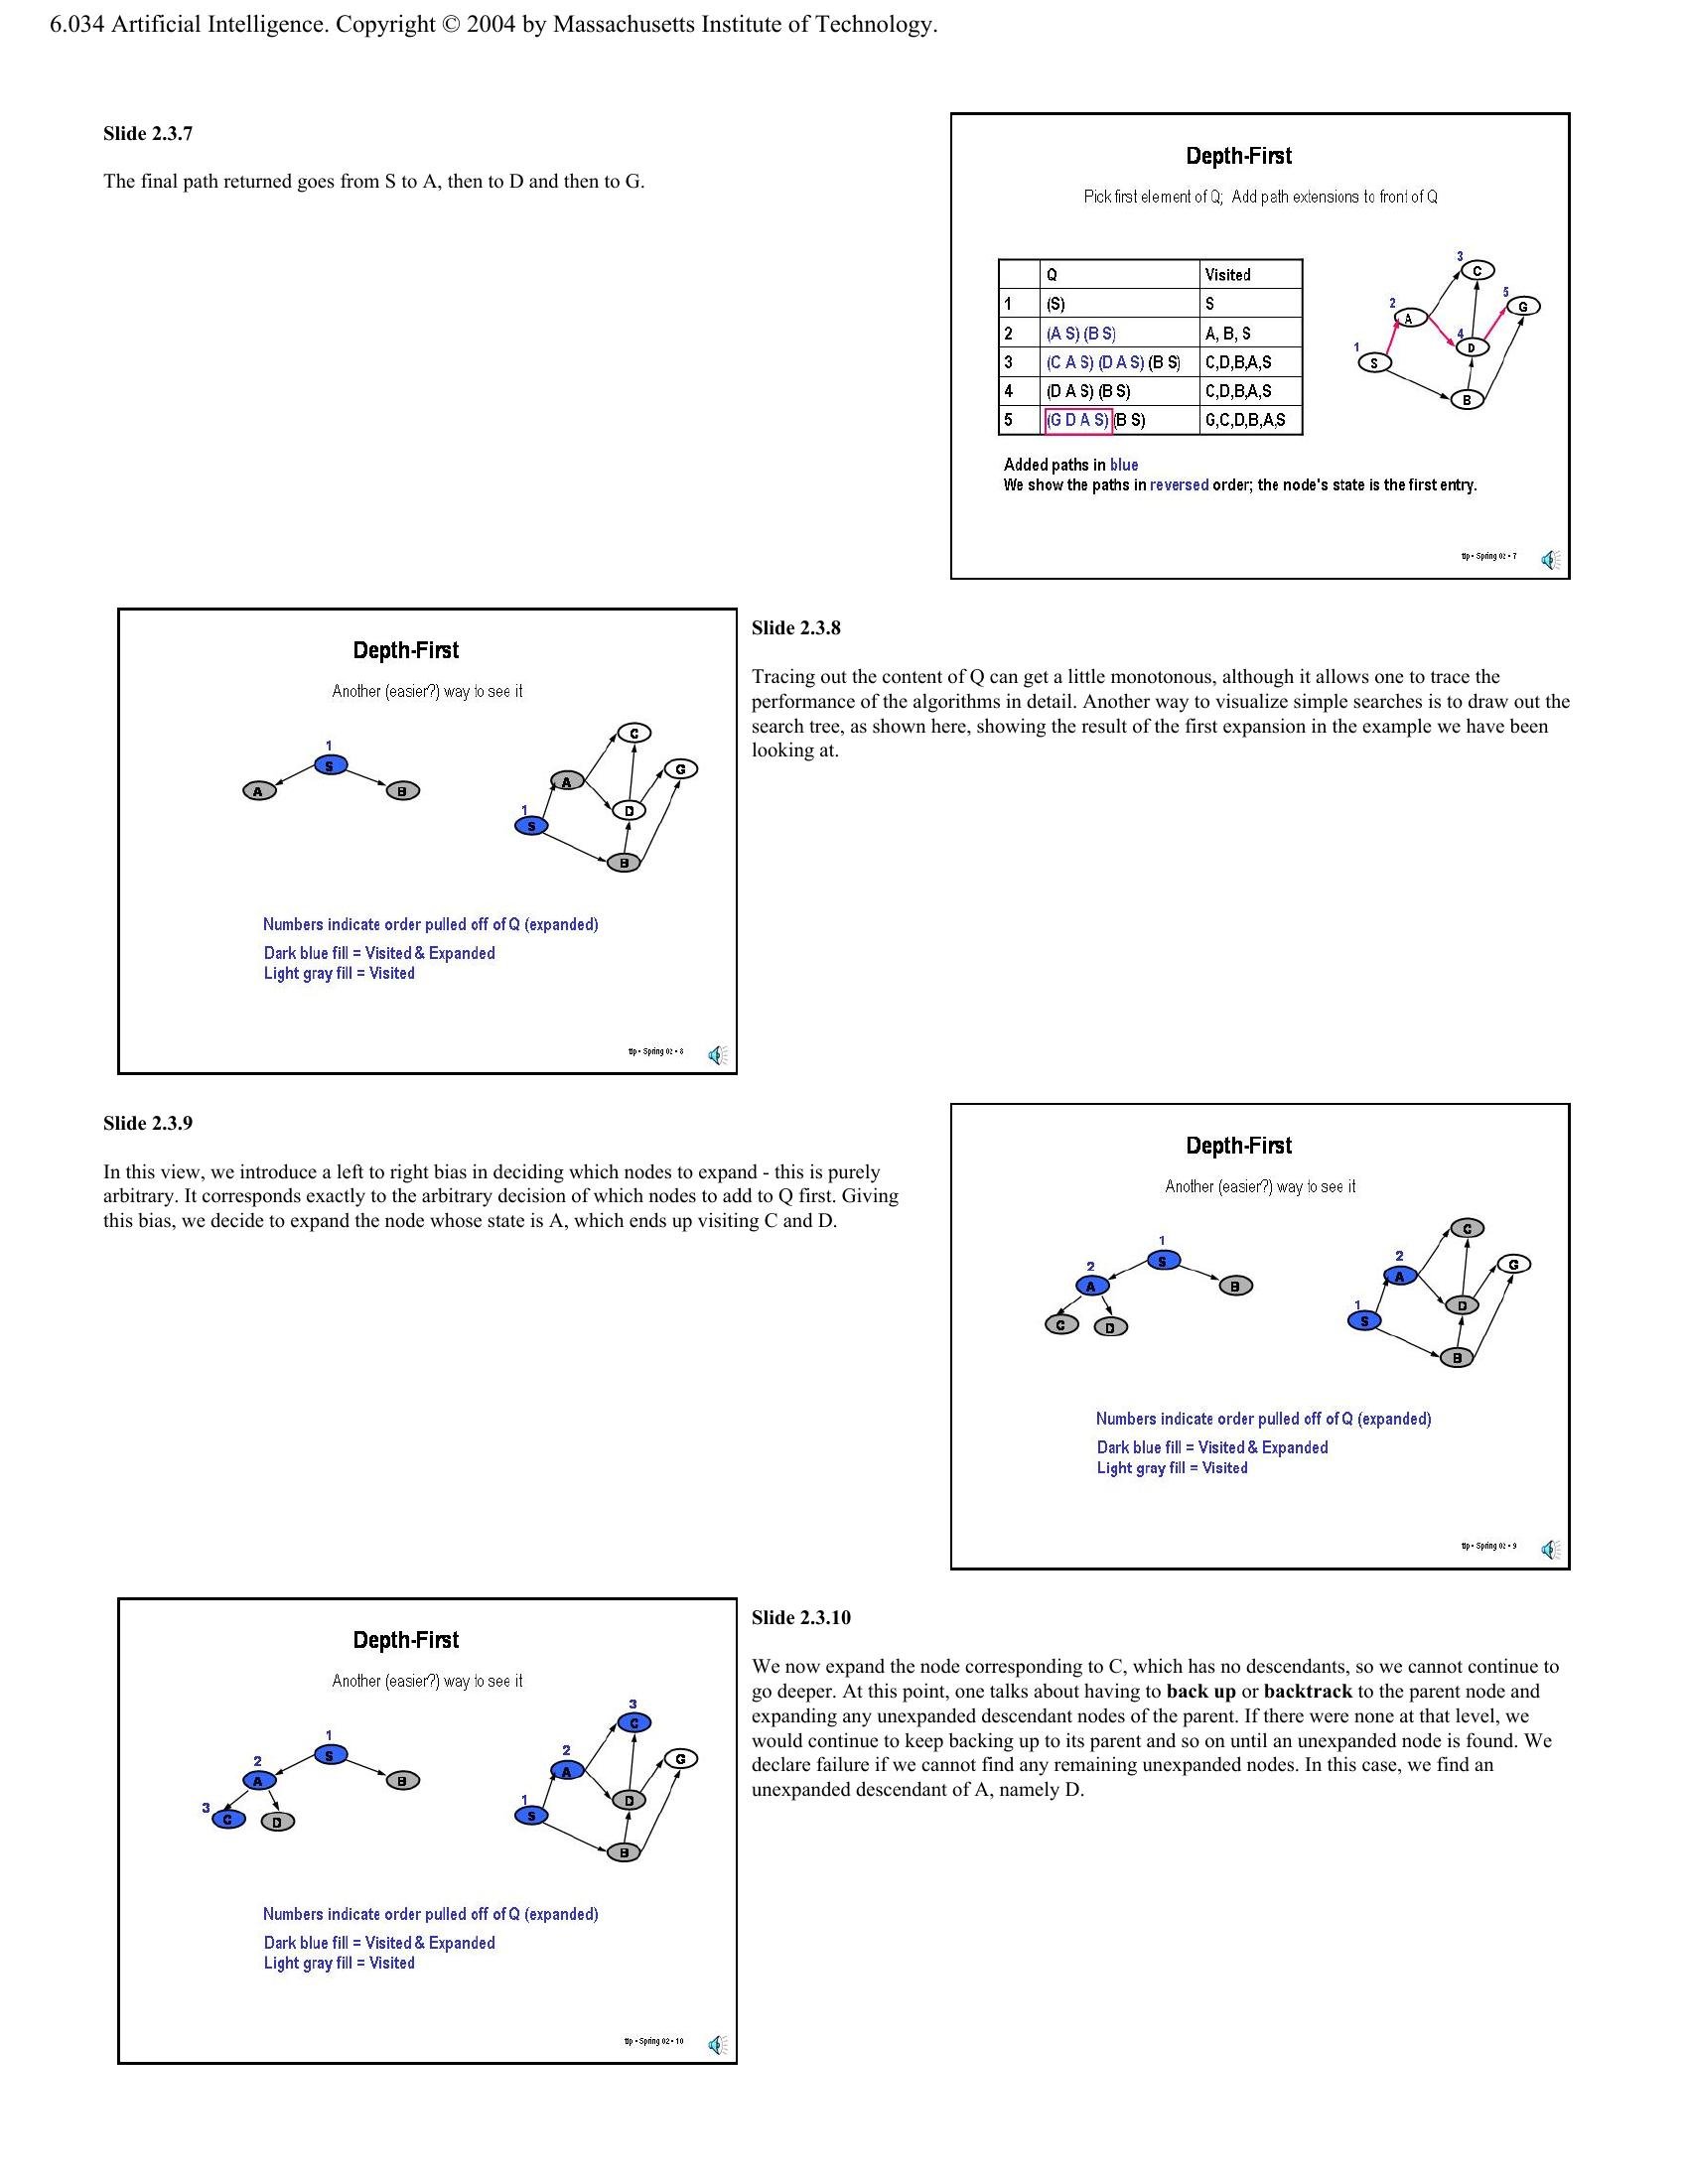 6.034 Artificial Intelligence. Copyright © 2004 by Massachusetts Institute of Technology.
Slide 2.3.7
The final path returned goes from S to A, then to D and then to G.
Depth-First
Pick first element of Q; Add path extensions to front of Q
Q Visited
1 (S) S
2 (A S) (B S) A, B, S
3 (C A S) (D A S) (B S) C,D,B,A,S
4 (D A S) (B S) C,D,B,A,S
5 (G D A S) (B S) G,C,D,B,A,S
3
C
5
G
2
A
4
D
1
S
B
Added paths in blue
We show the paths in reversed order; the node's state is the first entry.
tlp • Spring 02 • 7
Depth-First
Another (easier?) way to see it
1
S
A
B
C
G
A
D
1
S
B
Numbers indicate order pulled off of Q (expanded)
Dark blue fill = Visited & Expanded
Light gray fill = Visited
tlp • Spring 02 • 8
Slide 2.3.8
Tracing out the content of Q can get a little monotonous, although it allows one to trace the
performance of the algorithms in detail. Another way to visualize simple searches is to draw out the
search tree, as shown here, showing the result of the first expansion in the example we have been
looking at.
Slide 2.3.9
In this view, we introduce a left to right bias in deciding which nodes to expand - this is purely
arbitrary. It corresponds exactly to the arbitrary decision of which nodes to add to Q first. Giving
this bias, we decide to expand the node whose state is A, which ends up visiting C and D.
Depth-First
Another (easier?) way to see it
1
S
2
A
B
C
D
C
2
A
G
1
S
D
B
Numbers indicate order pulled off of Q (expanded)
Dark blue fill = Visited & Expanded
Light gray fill = Visited
tlp • Spring 02 • 9
Depth-First
Another (easier?) way to see it
1
S
2
A
B
3
C
D
3
C
2
A
G
1
S
D
B
Numbers indicate order pulled off of Q (expanded)
Dark blue fill = Visited & Expanded
Light gray fill = Visited
tlp • Spring 02 • 10
Slide 2.3.10
We now expand the node corresponding to C, which has no descendants, so we cannot continue to
go deeper. At this point, one talks about having to back up or backtrack to the parent node and
expanding any unexpanded descendant nodes of the parent. If there were none at that level, we
would continue to keep backing up to its parent and so on until an unexpanded node is found. We
declare failure if we cannot find any remaining unexpanded nodes. In this case, we find an
unexpanded descendant of A, namely D.